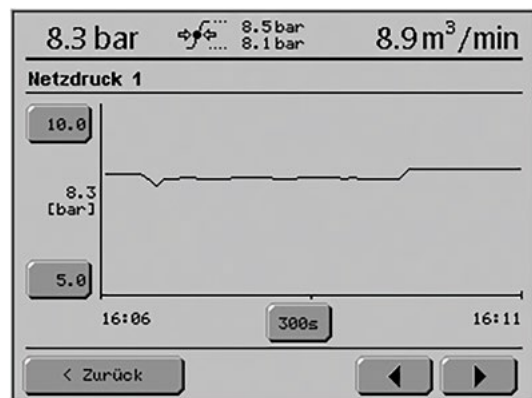 8.3 bar
8.5 bar
8.1 bar
8.9 m³/min
Netzdruck 1
10.0
8.3
[bar]
5.0
16:06
300s
16:11
< Zurück